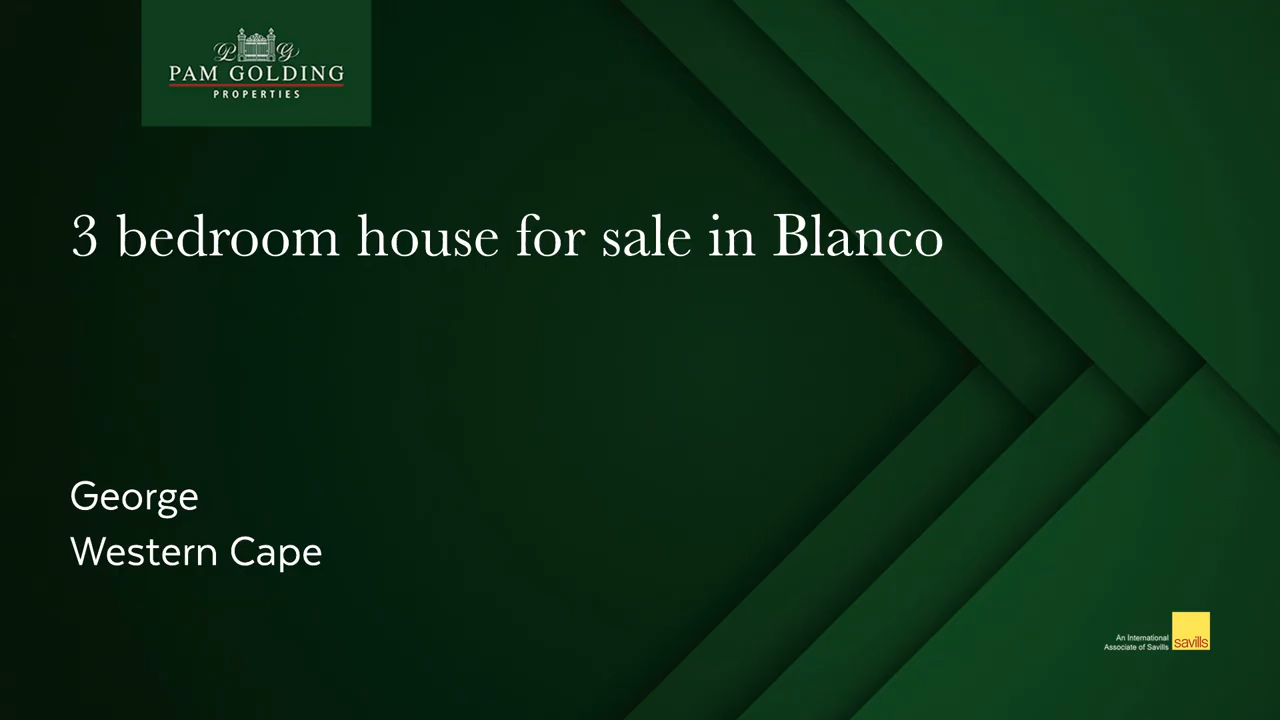 P G
PAM GOLDING
PROPERTIES
3 bedroom house for sale in Blanco
George
Western Cape
An International
Associate of Savills
savills